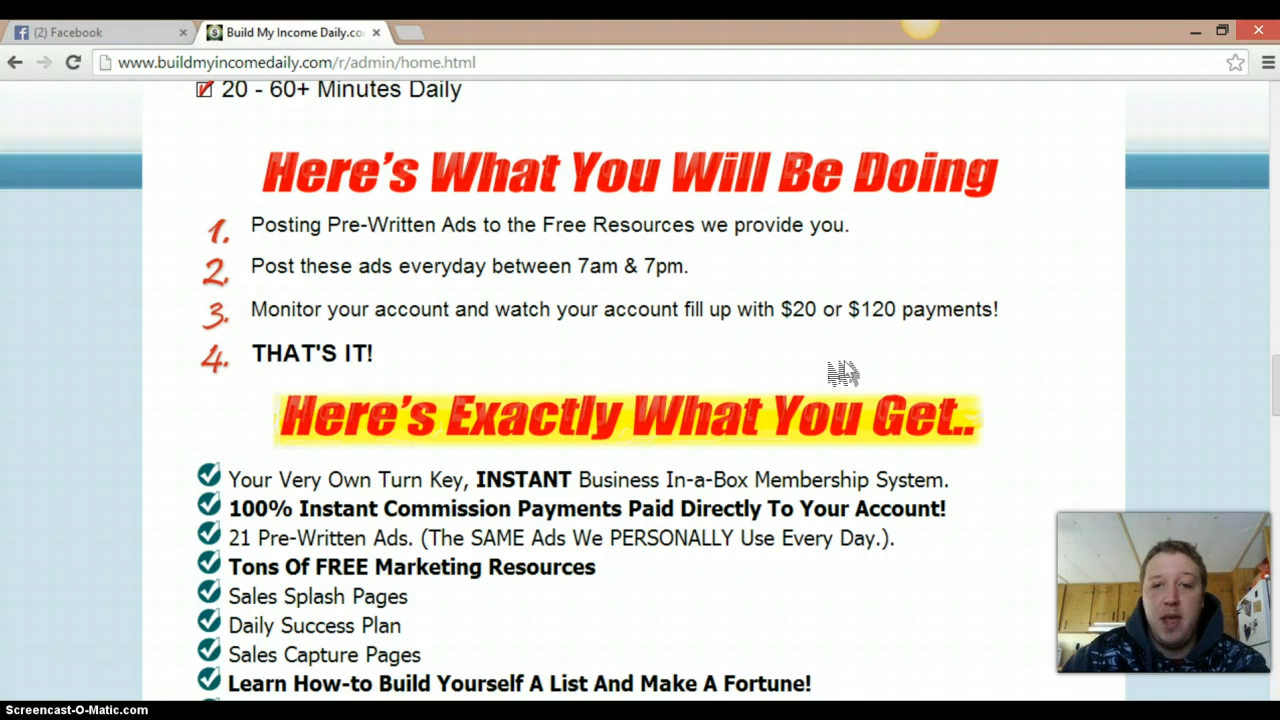 (2) Facebook
Build My Income Daily.co
www.buildmyincomedaily.com/r/admin/home.html
20 - 60+ Minutes Daily
Here's What You Will Be Doing
1. Posting Pre-Written Ads to the Free Resources we provide you.
2. Post these ads everyday between 7am & 7pm.
3. Monitor your account and watch your account fill up with $20 or $120 payments!
4. THAT'S IT!
Here's Exactly What You Get..
Your Very Own Turn Key, INSTANT Business In-a-Box Membership System.
100% Instant Commission Payments Paid Directly To Your Account!
21 Pre-Written Ads. (The SAME Ads We PERSONALLY Use Every Day.).
Tons Of FREE Marketing Resources
Sales Splash Pages
Daily Success Plan
Sales Capture Pages
Learn How-to Build Yourself A List And Make A Fortune!
Screencast-O-Matic.com